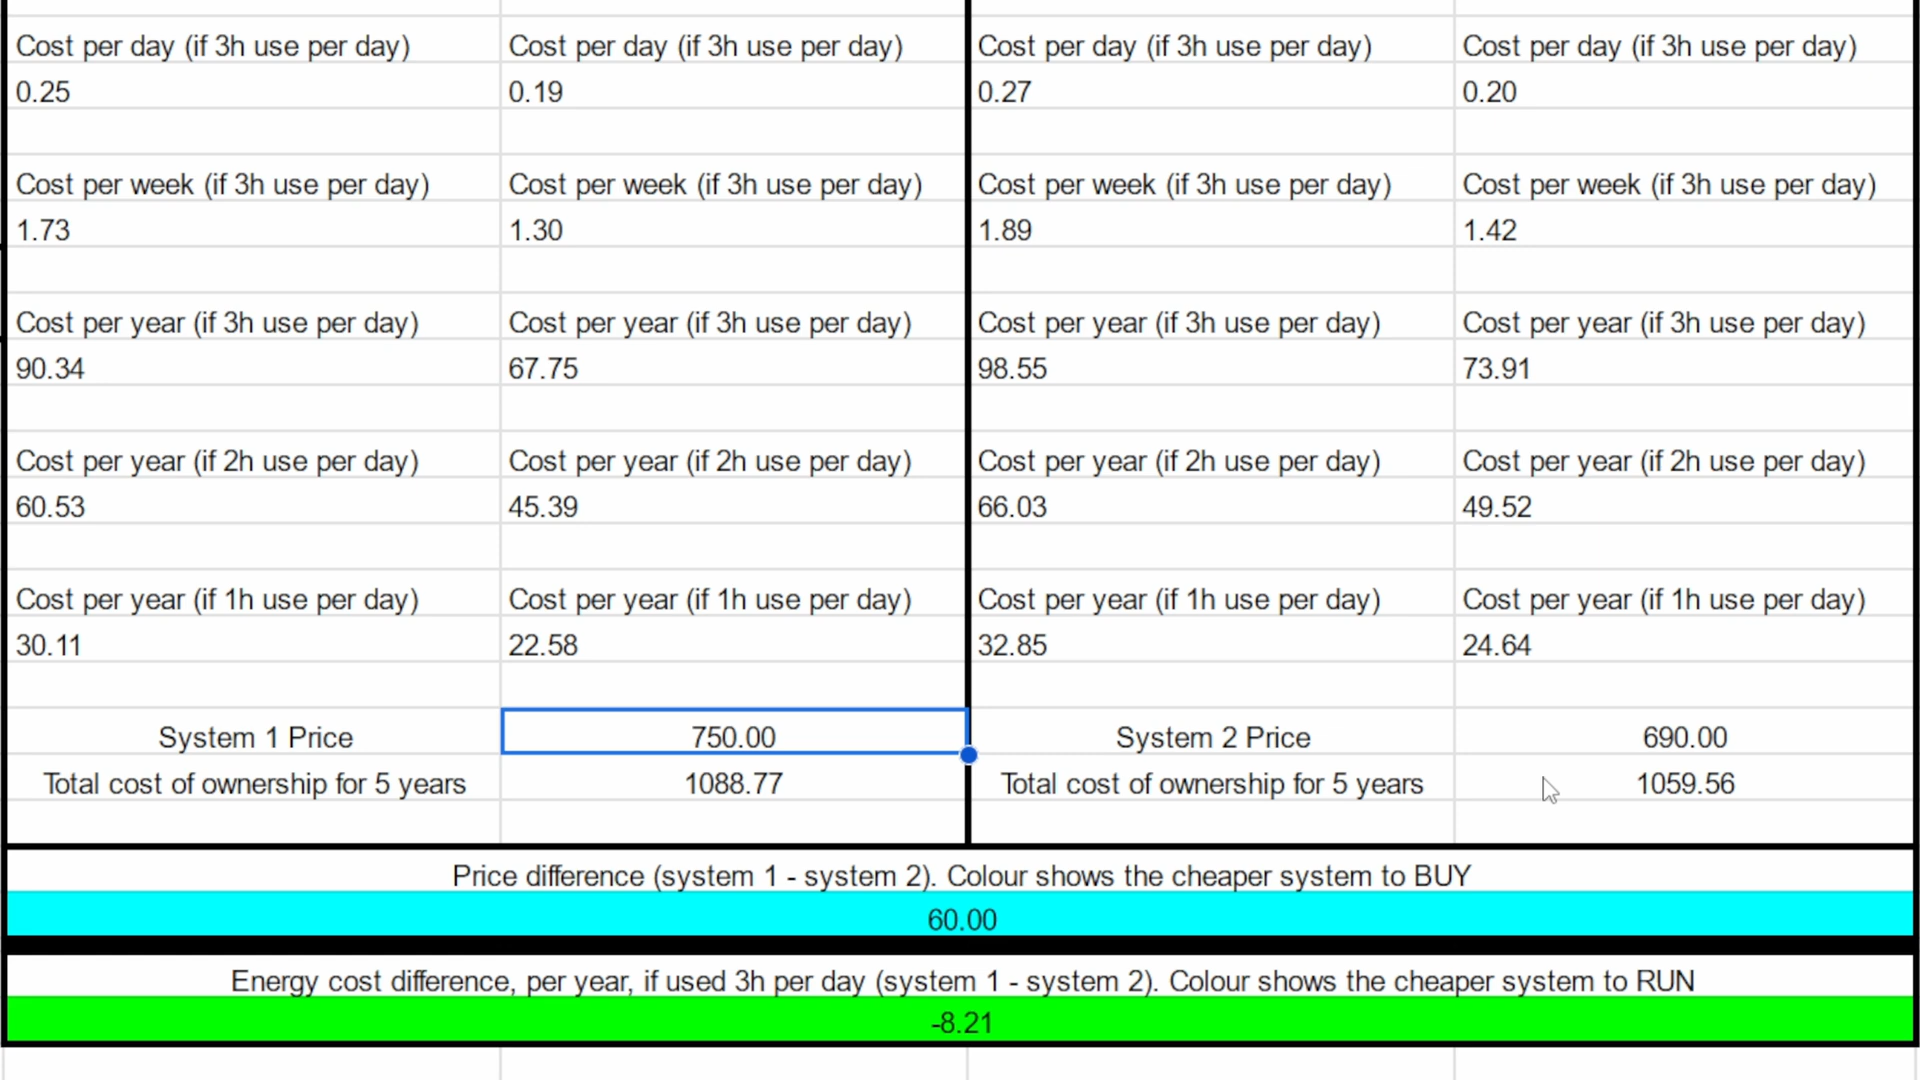 Cost per day (if 3h use per day) Cost per day (if 3h use per day) Cost per day (if 3h use per day) Cost per day (if 3h use per day)
0.25 0.19 0.27 0.20
Cost per week (if 3h use per day) Cost per week (if 3h use per day) Cost per week (if 3h use per day) Cost per week (if 3h use per day)
1.73 1.30 1.89 1.42
Cost per year (if 3h use per day) Cost per year (if 3h use per day) Cost per year (if 3h use per day) Cost per year (if 3h use per day)
90.34 67.75 98.55 73.91
Cost per year (if 2h use per day) Cost per year (if 2h use per day) Cost per year (if 2h use per day) Cost per year (if 2h use per day)
60.53 45.39 66.03 49.52
Cost per year (if 1h use per day) Cost per year (if 1h use per day) Cost per year (if 1h use per day) Cost per year (if 1h use per day)
30.11 22.58 32.85 24.64
System 1 Price 750.00 System 2 Price 690.00
Total cost of ownership for 5 years 1088.77 Total cost of ownership for 5 years 1059.56
Price difference (system 1 - system 2). Colour shows the cheaper system to BUY
60.00
Energy cost difference, per year, if used 3h per day (system 1 - system 2). Colour shows the cheaper system to RUN
-8.21